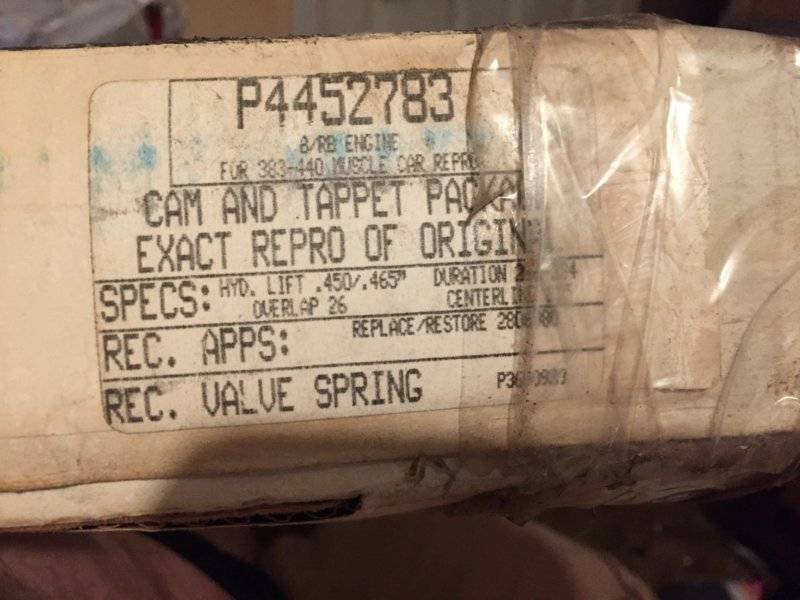 P4452783
B/RB ENGINE
FOR 383-440 MUSCLE CAR
CAM AND TAPPET
EXACT REPRO OF
SPECS: HYD. LIFT .450/.465" DURATION
OVERLAP 26
REC. APPS: REPLACE/RESTORE
REC. VALVE SPRING